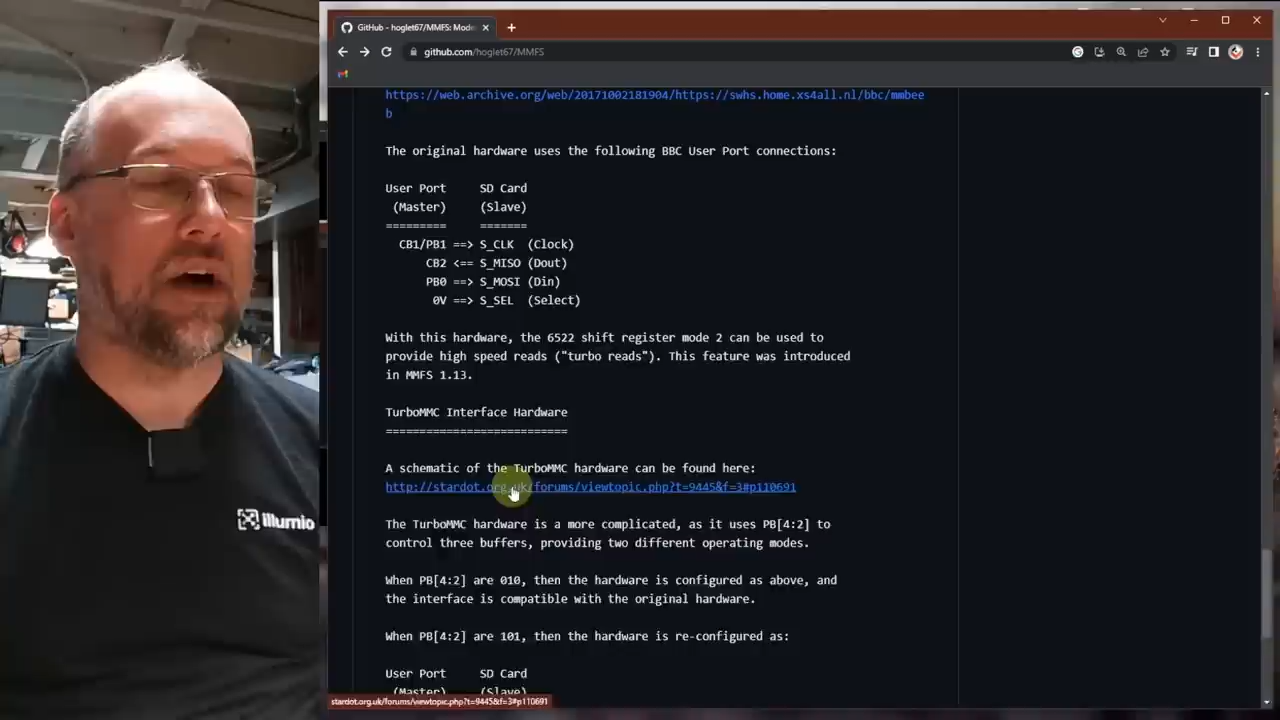 GitHub - hoglet67/MMFS: Mode
github.com/hoglet67/MMFS
https://web.archive.org/web/20171002181904/https://swhs.home.xs4all.nl/bbc/mmbee
b
The original hardware uses the following BBC User Port connections:
User Port SD Card
(Master) (Slave)
========= =======
CB1/PB1 ==> S_CLK (Clock)
CB2 <== S_MISO (Dout)
PB0 ==> S_MOSI (Din)
0V ==> S_SEL (Select)
With this hardware, the 6522 shift register mode 2 can be used to
provide high speed reads ("turbo reads"). This feature was introduced
in MMFS 1.13.
TurboMMC Interface Hardware
===========================
A schematic of the TurboMMC hardware can be found here:
http://stardot.org.uk/forums/viewtopic.php?t=9445&f=3#p110691
The TurboMMC hardware is a more complicated, as it uses PB[4:2] to
control three buffers, providing two different operating modes.
When PB[4:2] are 010, then the hardware is configured as above, and
the interface is compatible with the original hardware.
When PB[4:2] are 101, then the hardware is re-configured as:
User Port SD Card
(Master) (Slave)
stardot.org.uk/forums/viewtopic.php?t=9445&f=3#p110691
illumio